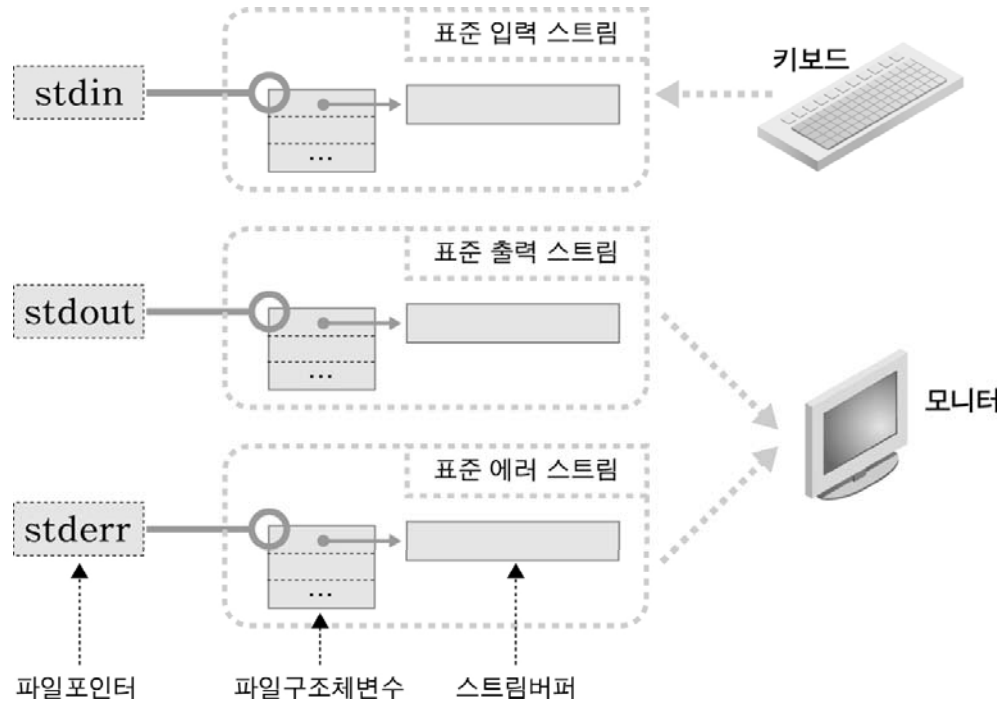 표준 입력 스트림
키보드
stdin
...
표준 출력 스트림
stdout
...
모니터
표준 에러 스트림
stderr
...
파일포인터
파일구조체변수
스트림버퍼